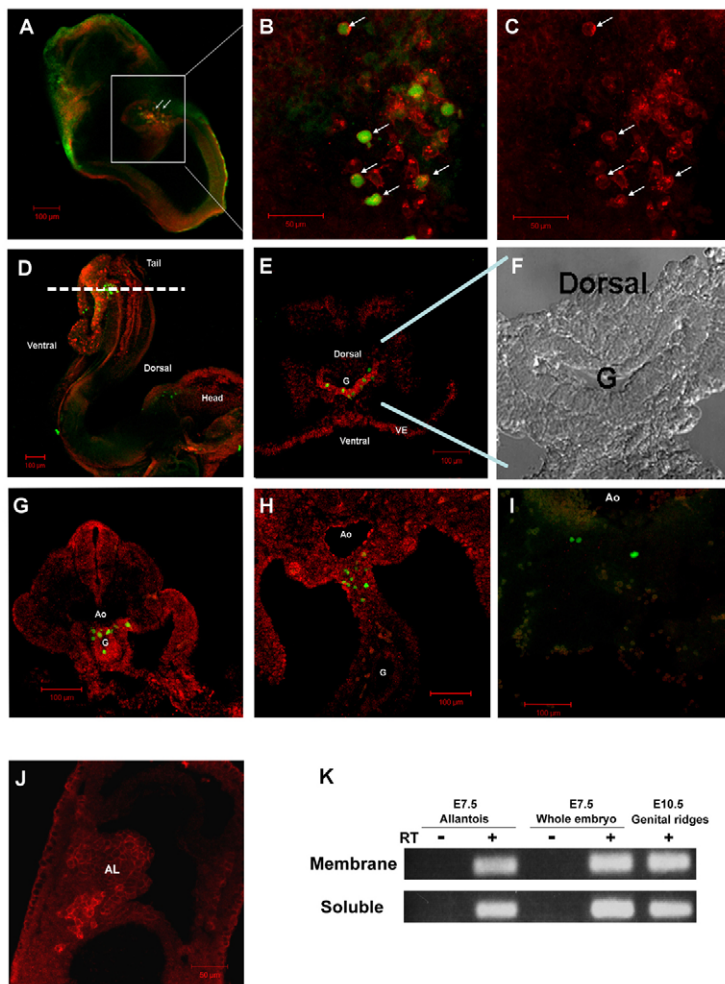 A
100 µm
B
50 µm
C
50 µm
D
Tail
Ventral
Dorsal
Head
100 µm
E
Dorsal
G
Ventral
VE
100 µm
F
Dorsal
G
G
Ao
G
100 µm
H
Ao
G
100 µm
I
Ao
100 µm
J
AL
50 µm
K
E7.5 E7.5 E10.5
Allantois Whole embryo Genital ridges
RT - + - + +
Membrane
Soluble